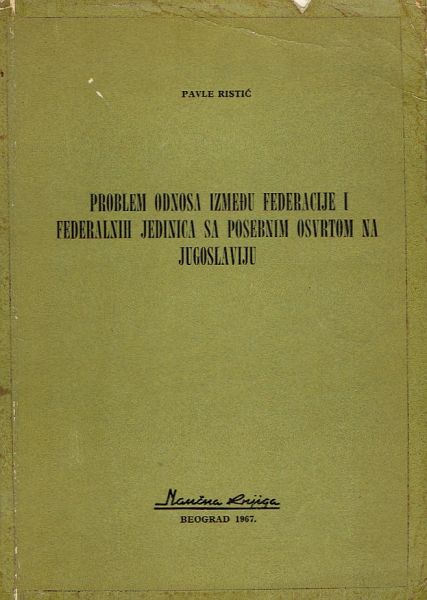 PAVLE RISTIĆ
PROBLEM ODNOSA IZMEĐU FEDERACIJE I
FEDERALNIH JEDINICA SA POSEBNIM OSVRTOM NA
JUGOSLAVIJU
Naučna knjiga
BEOGRAD 1967.